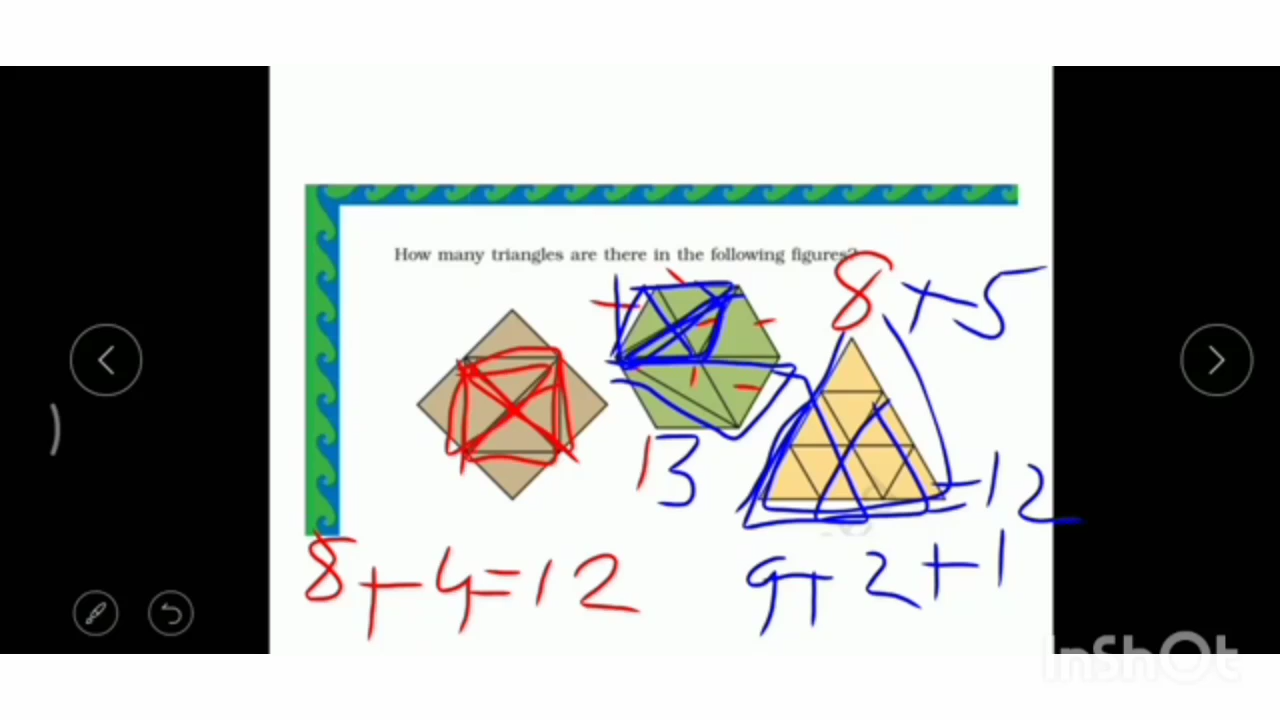 How many triangles are there in the following figures?
8 + 5
13
8 + 4 = 12
9 + 2 + 1
= 12
InShOt